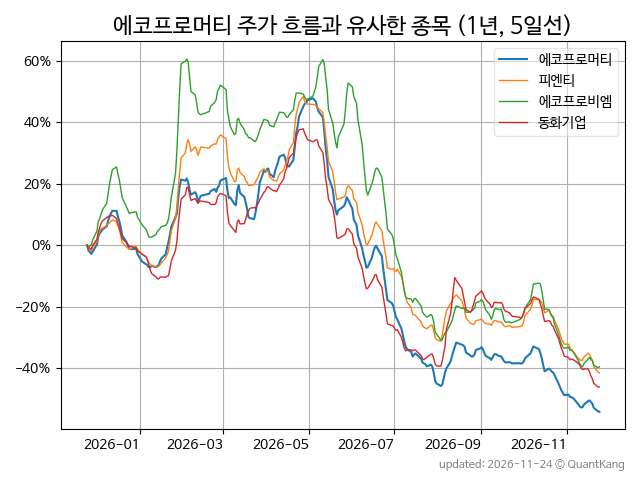 에코프로머티 주가 흐름과 유사한 종목 (1년, 5일선)
에코프로머티
피엔티
에코프로비엠
동화기업
60%
40%
20%
0%
−20%
−40%
2026-01
2026-03
2026-05
2026-07
2026-09
2026-11
updated: 2026-11-24 © QuantKang